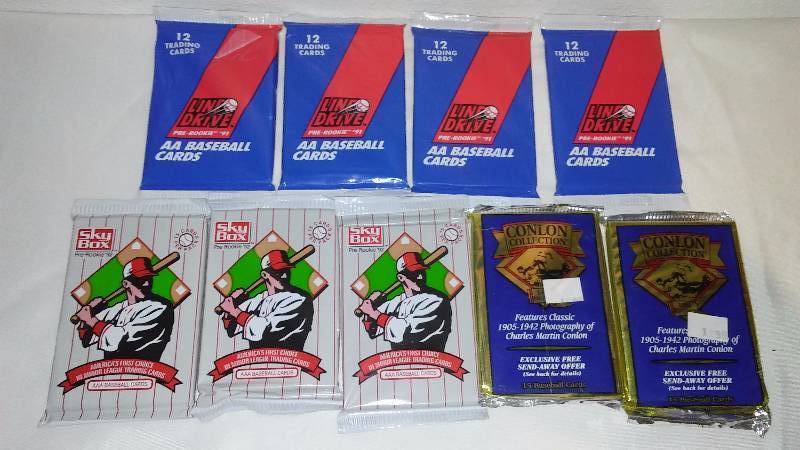 12
TRADING
CARDS
LINE
DRIVE
PRE-ROOKIE™ '91
AA BASEBALL
CARDS
12
TRADING
CARDS
LINE
DRIVE
PRE-ROOKIE™ '91
AA BASEBALL
CARDS
12
TRADING
CARDS
LINE
DRIVE
PRE-ROOKIE™ '91
AA BASEBALL
CARDS
12
TRADING
CARDS
LINE
DRIVE
PRE-ROOKIE™ '91
AA BASEBALL
CARDS
Sky
Box
Pre-Rookie '92
AMERICA'S FIRST CHOICE
IN MINOR LEAGUE TRADING CARDS
AAA BASEBALL CARDS
Sky
Box
Pre-Rookie '92
AMERICA'S FIRST CHOICE
IN MINOR LEAGUE TRADING CARDS
AAA BASEBALL CARDS
Sky
Box
Pre-Rookie '92
AMERICA'S FIRST CHOICE
IN MINOR LEAGUE TRADING CARDS
AAA BASEBALL CARDS
CONLON
COLLECTION
Features Classic
1905-1942 Photography of
Charles Martin Conlon
EXCLUSIVE FREE
SEND-AWAY OFFER
(See back for details)
15 Baseball Cards
CONLON
COLLECTION
1905-1942 Photography of
Charles Martin Conlon
EXCLUSIVE FREE
SEND-AWAY OFFER
(See back for details)
15 Baseball Cards